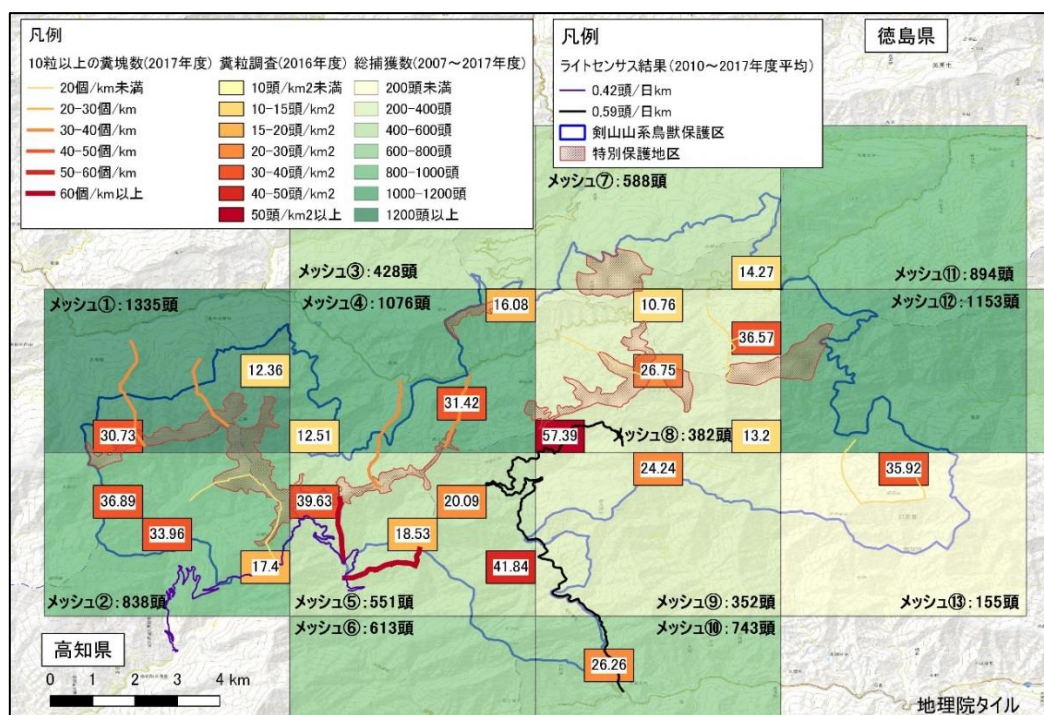 凡例
10粒以上の糞塊数(2017年度)
20個/km未満
20-30個/km
30-40個/km
40-50個/km
50-60個/km
60個/km以上
糞粒調査(2016年度)
10頭/km2未満
10-15頭/km2
15-20頭/km2
20-30頭/km2
30-40頭/km2
40-50頭/km2
50頭/km2以上
総捕獲数(2007~2017年度)
200頭未満
200-400頭
400-600頭
600-800頭
800-1000頭
1000-1200頭
1200頭以上
凡例
ライトセンサス結果(2010~2017年度平均)
0.42頭/日km
0.59頭/日km
剣山山系鳥獣保護区
特別保護地区
徳島県
メッシュ⑦:588頭
メッシュ③:428頭
14.27
メッシュ⑪:894頭
メッシュ①:1335頭
メッシュ④:1076頭
16.08
10.76
メッシュ⑫:1153頭
36.57
12.36
26.75
31.42
30.73
12.51
57.39
メッシュ⑧:382頭
13.2
24.24
35.92
36.89
39.63
20.09
33.96
18.53
17.4
41.84
メッシュ②:838頭
メッシュ⑤:551頭
メッシュ⑨:352頭
メッシュ⑬:155頭
メッシュ⑥:613頭
メッシュ⑩:743頭
高知県
26.26
0 1 2 4 km
地理院タイル